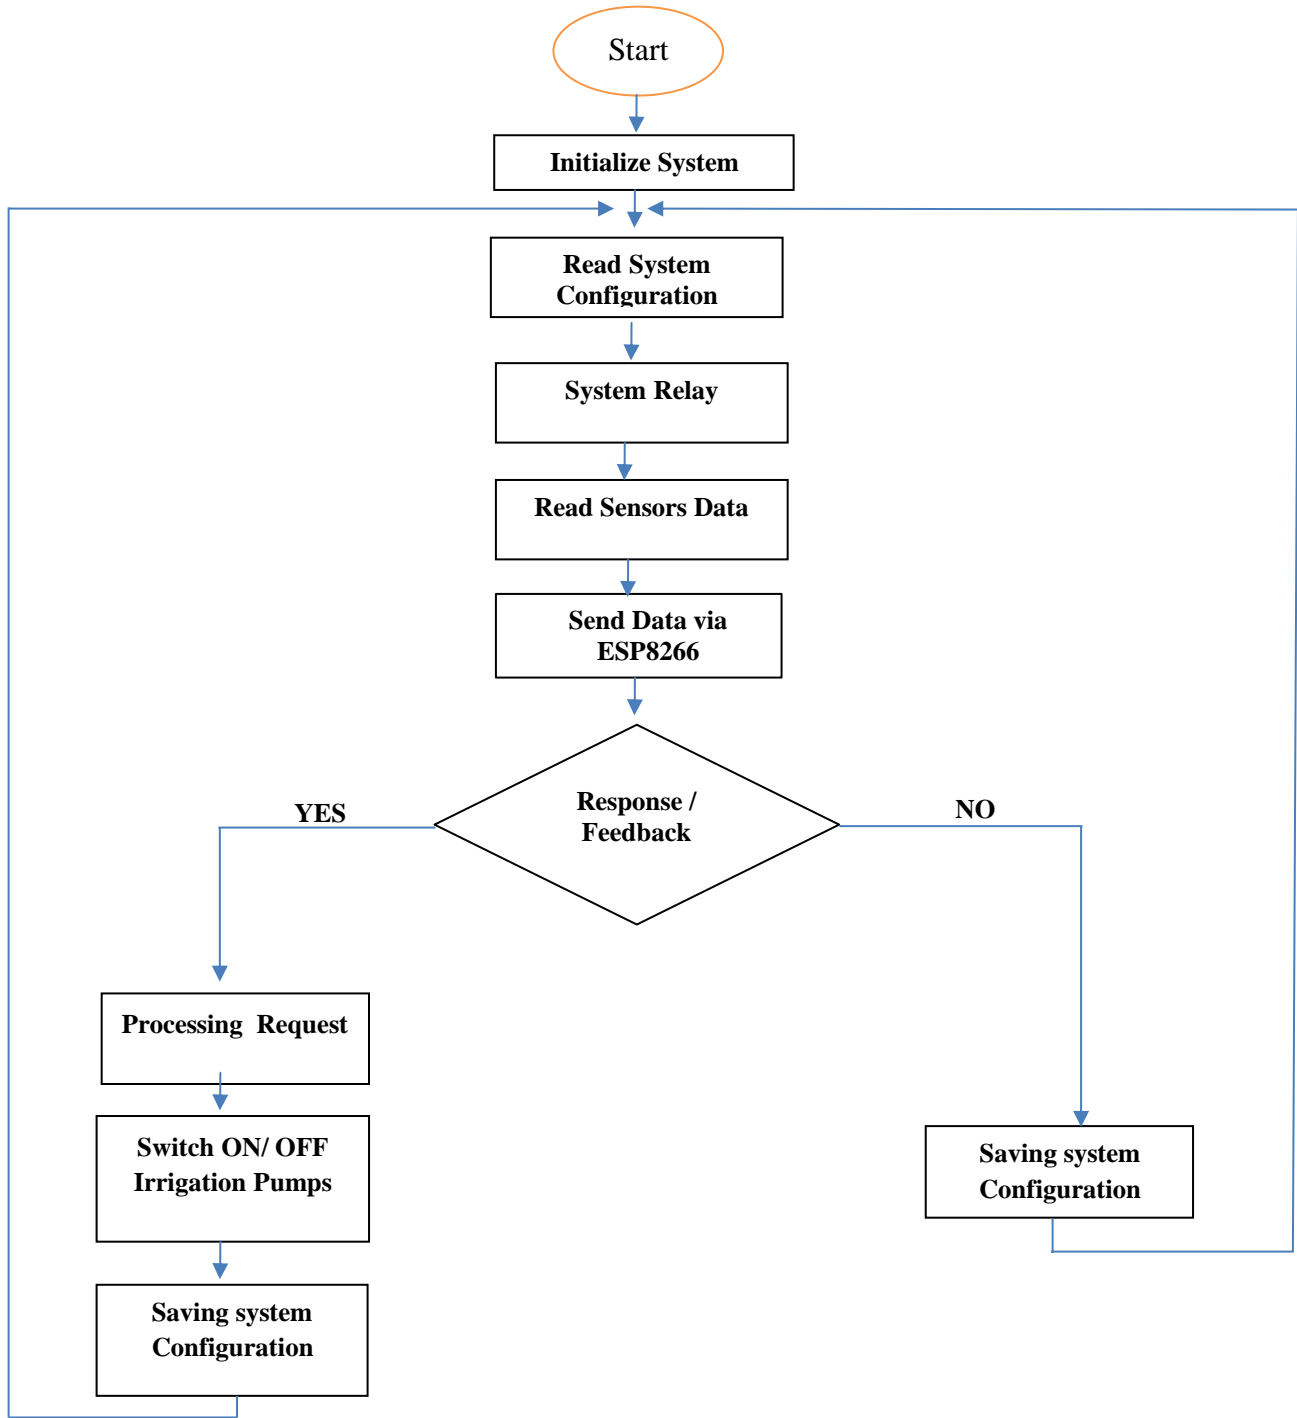 Start
Initialize System
Read System
Configuration
System Relay
Read Sensors Data
Send Data via
ESP8266
Response /
Feedback
YES
NO
Processing Request
Switch ON/ OFF
Irrigation Pumps
Saving system
Configuration
Saving system
Configuration